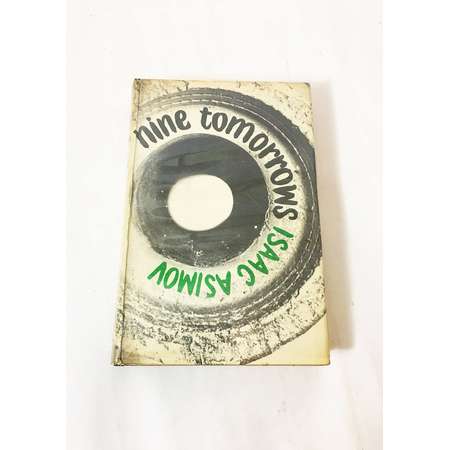 nine tomorrows
ISAAC ASIMOV